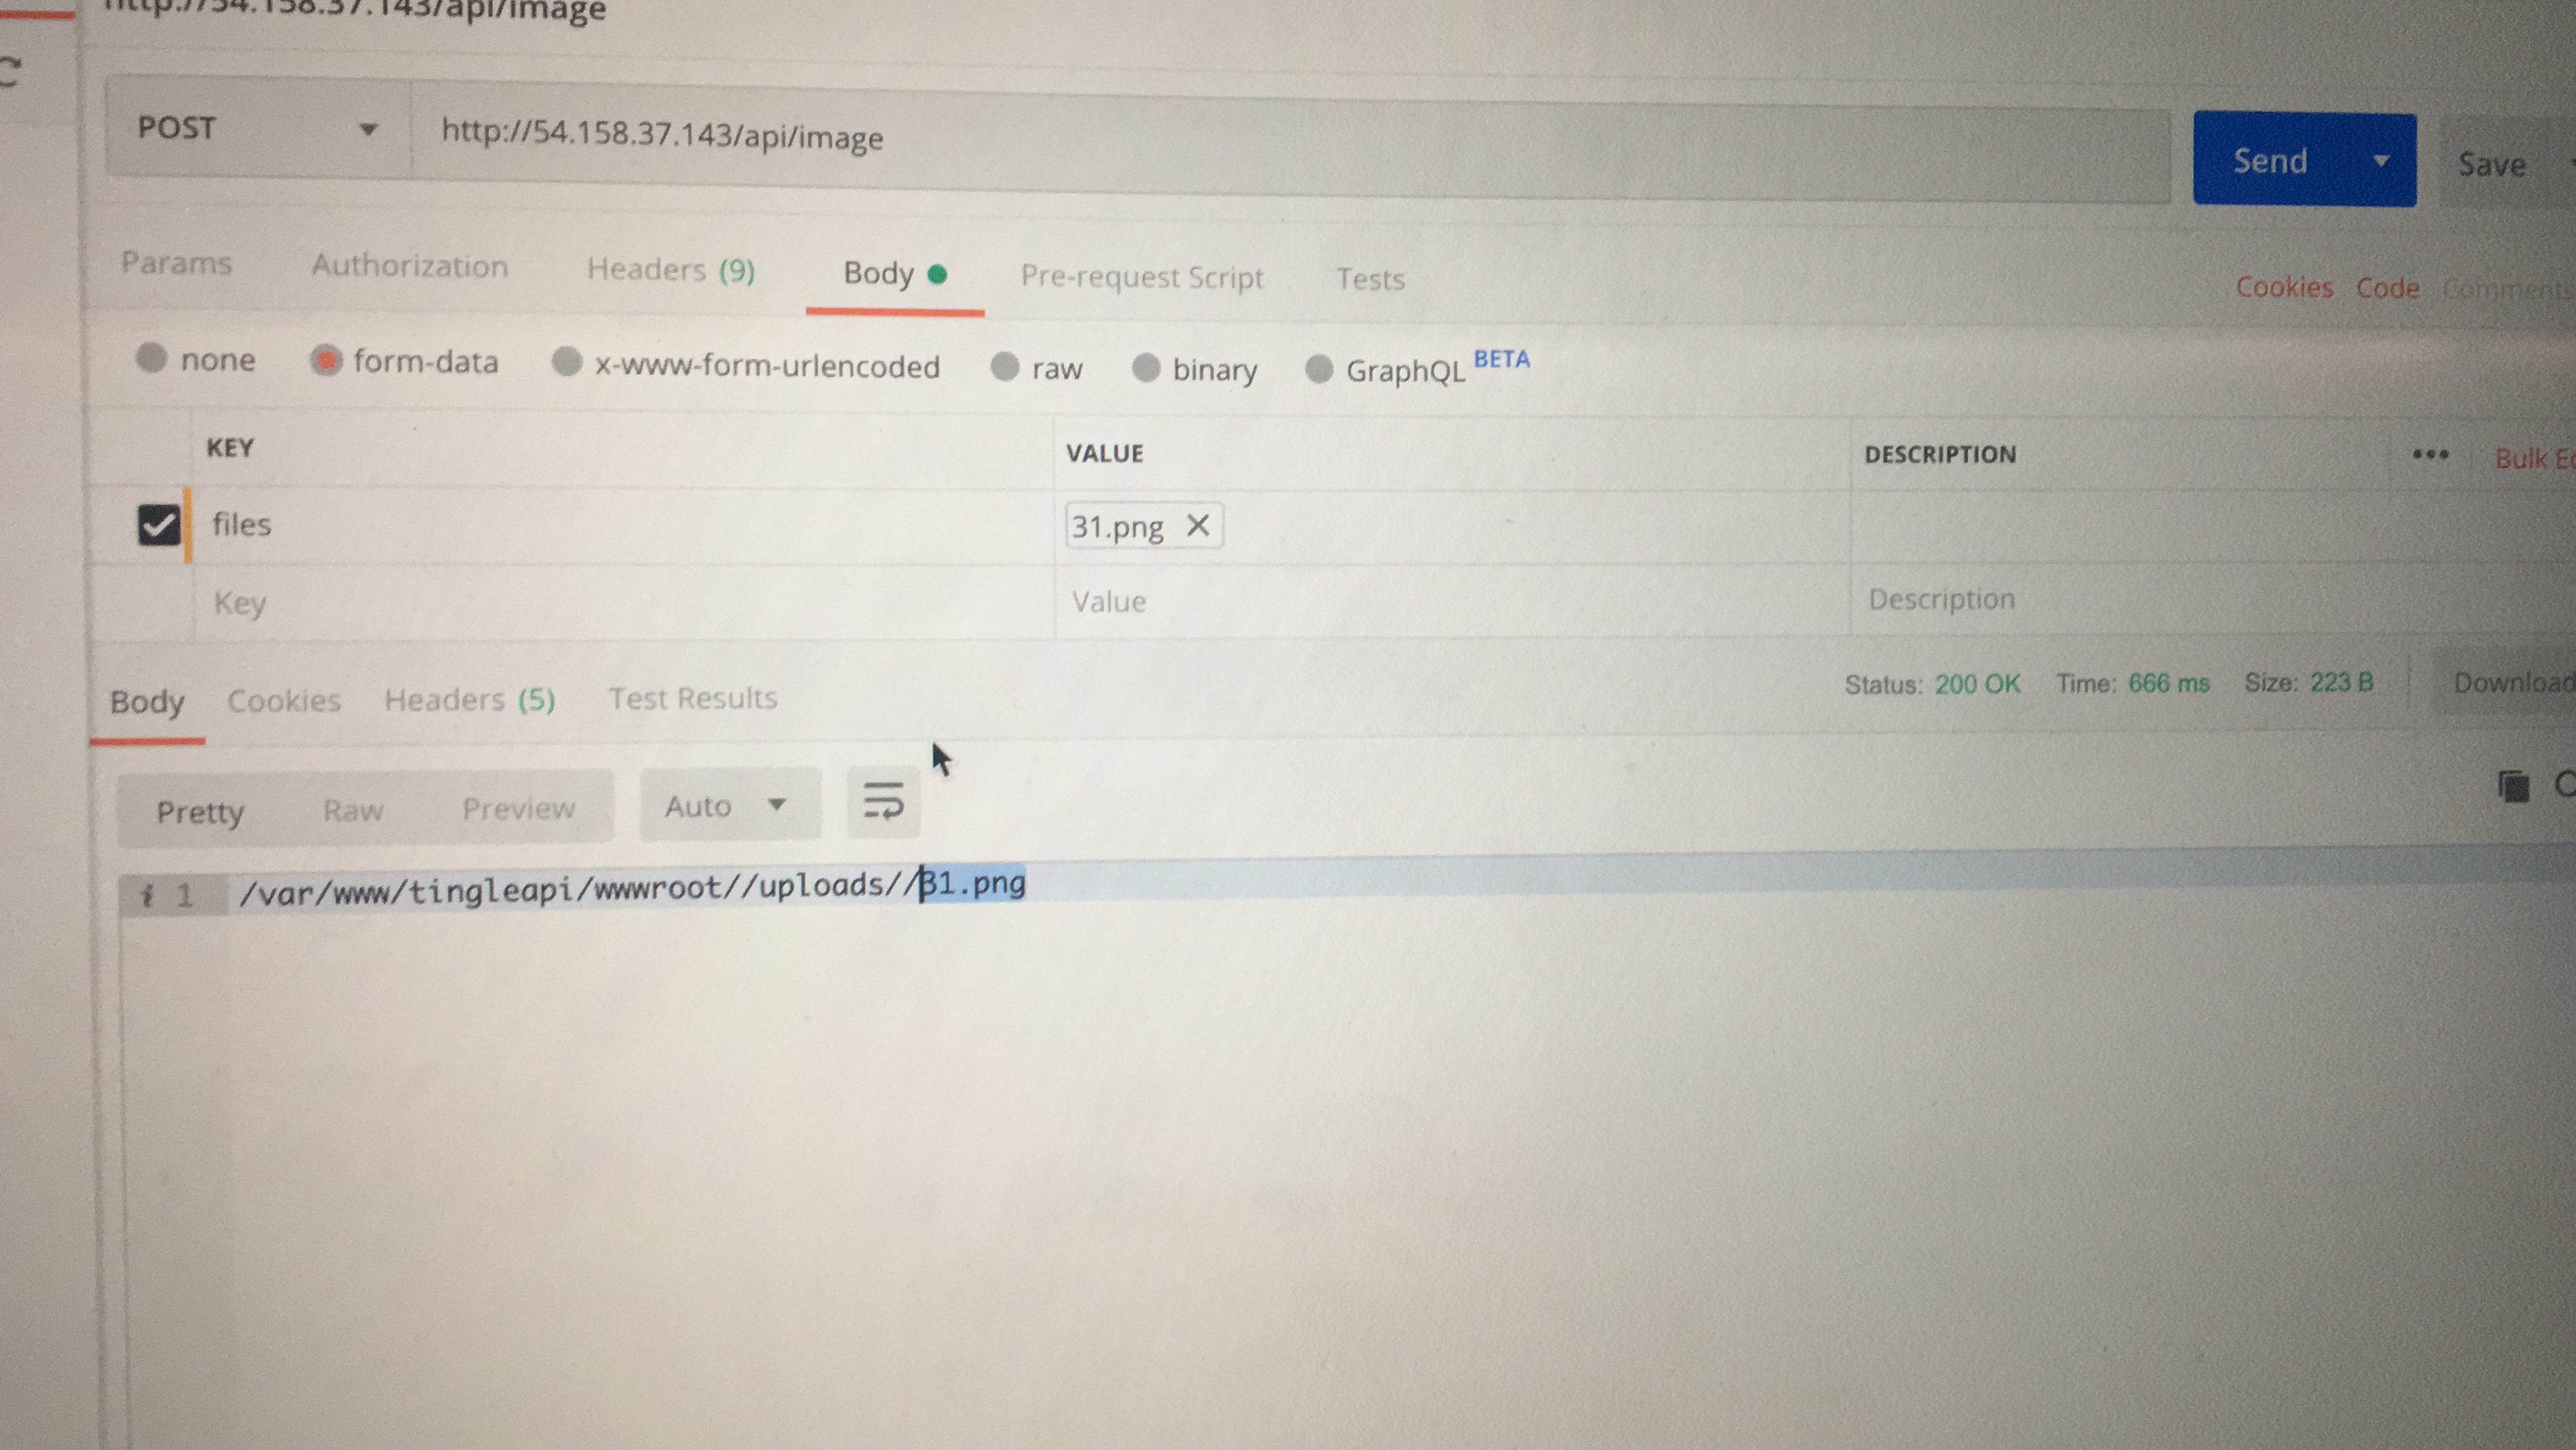 http://54.158.37.143/api/image
POST http://54.158.37.143/api/image Send Save
Params Authorization Headers (9) Body Pre-request Script Tests Cookies Code Comments
none form-data x-www-form-urlencoded raw binary GraphQL BETA
KEY VALUE DESCRIPTION ••• Bulk
files 31.png X
Key Value Description
Body Cookies Headers (5) Test Results Status: 200 OK Time: 666 ms Size: 223 B Download
Pretty Raw Preview Auto
i 1 /var/www/tingleapi/wwwroot//uploads//31.png